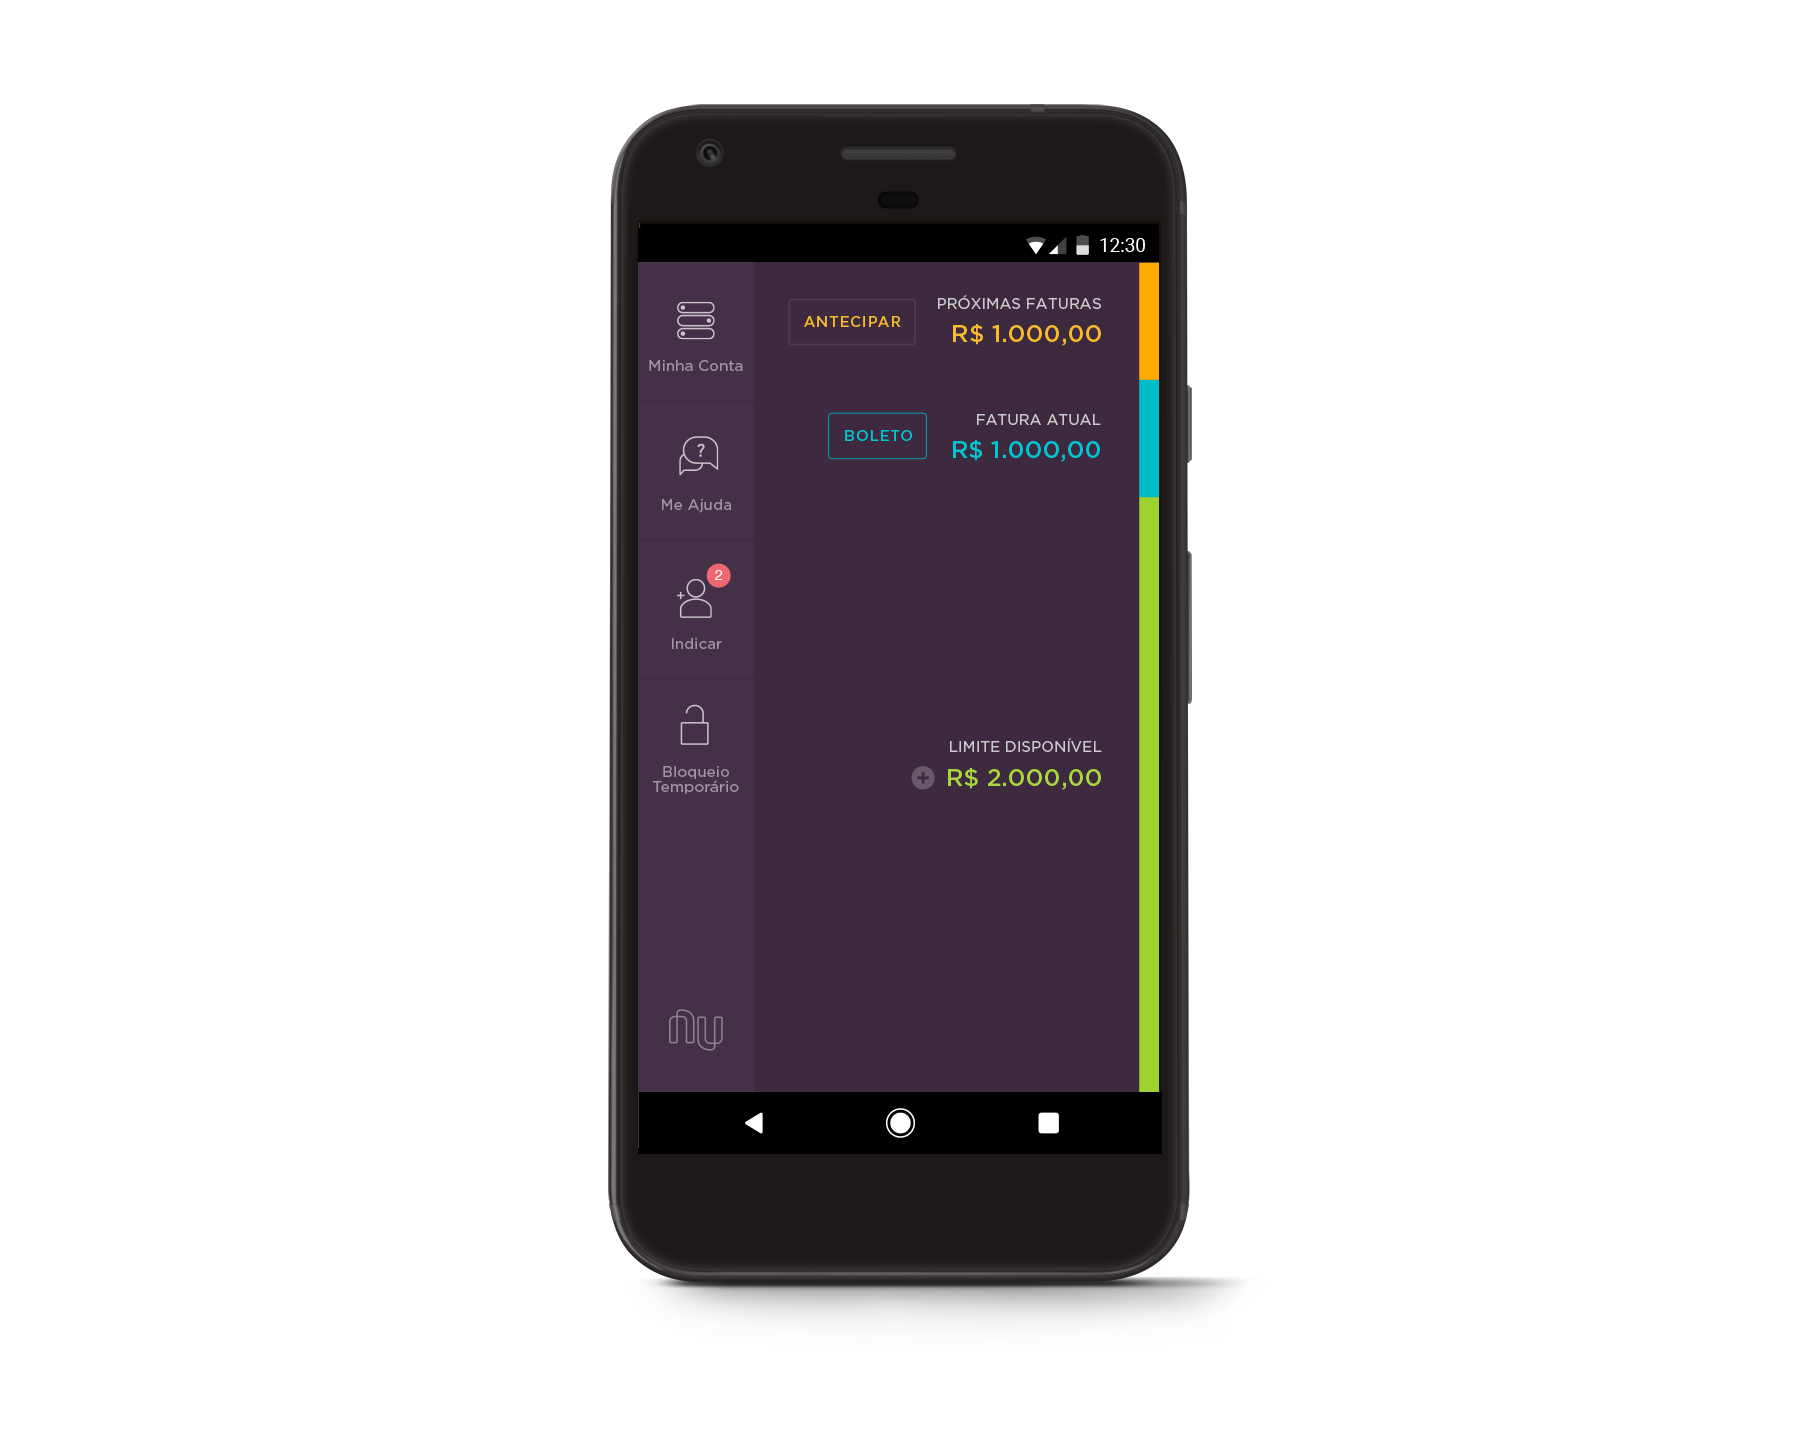 12:30
Minha Conta
Me Ajuda
2
Indicar
Bloqueio
Temporário
nu
ANTECIPAR
PRÓXIMAS FATURAS
R$ 1.000,00
BOLETO
FATURA ATUAL
R$ 1.000,00
LIMITE DISPONÍVEL
R$ 2.000,00